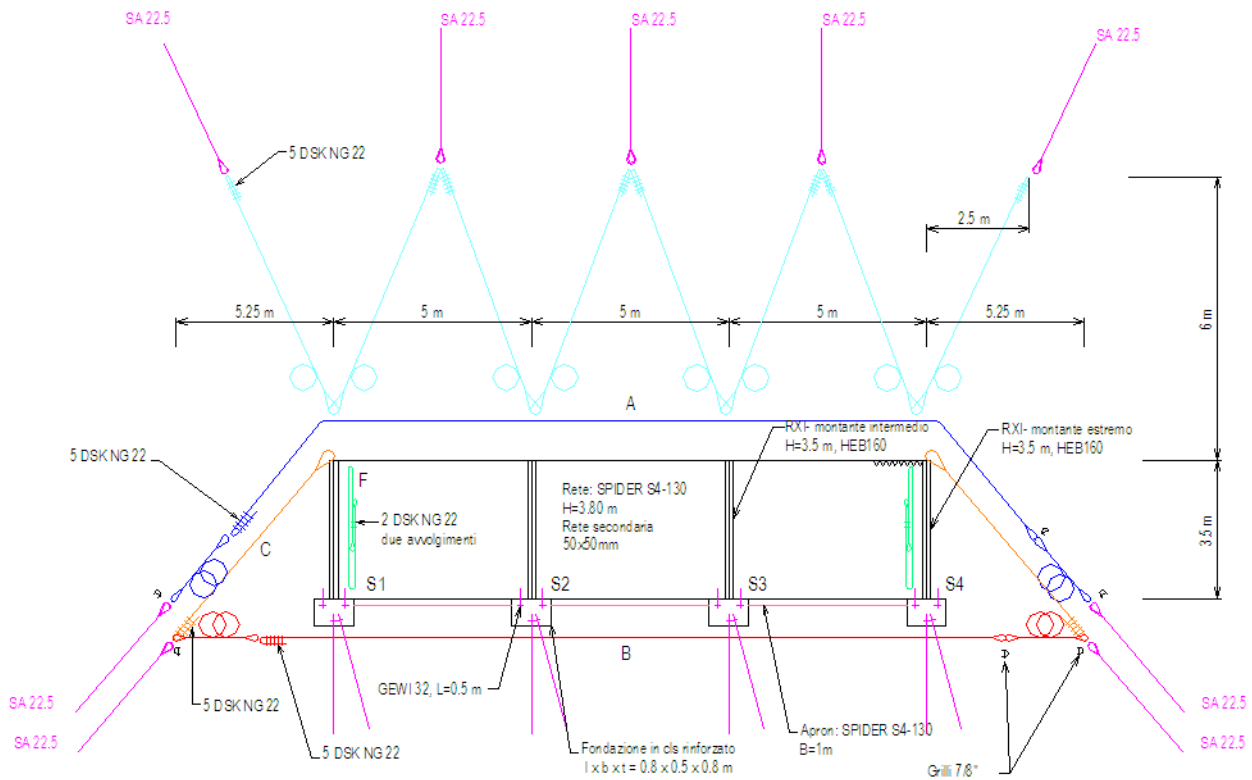 SA 22.5
SA 22.5
SA 22.5
SA 22.5
SA 22.5
5 DSK NG 22
2.5 m
5.25 m
5 m
5 m
5 m
5.25 m
6 m
A
RXI- montante intermedio
H=3.5 m, HEB160
RXI- montante estremo
H=3.5 m, HEB160
5 DSK NG 22
F
Rete: SPIDER S4-130
H=3.80 m
Rete secondaria
50x50mm
2 DSK NG 22
due avvolgimenti
3.5 m
C
S1
S2
S3
S4
B
GEWI 32, L=0.5 m
5 DSK NG 22
SA 22.5
SA 22.5
SA 22.5
SA 22.5
5 DSK NG 22
Fondazione in cls rinforzato
l x b x t = 0.8 x 0.5 x 0.8 m
Apron: SPIDER S4-130
B=1m
Grilli 7/8"